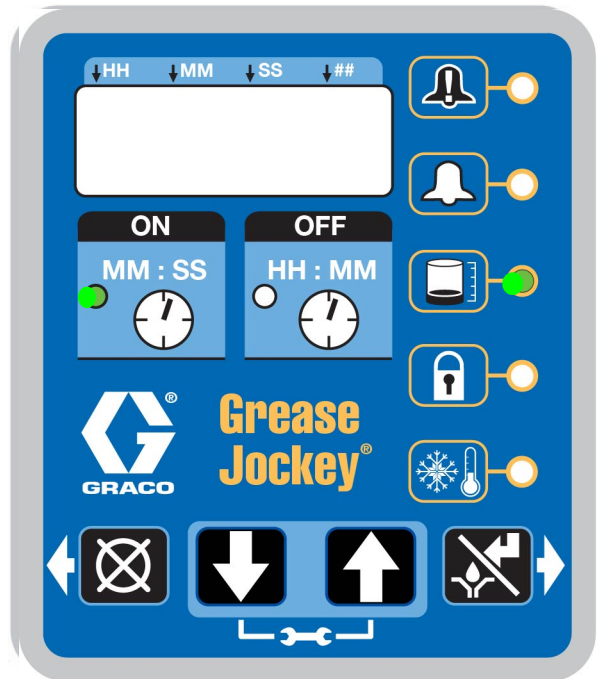 HH MM SS ##
ON OFF
MM : SS HH : MM
GRACO®
Grease
Jockey®